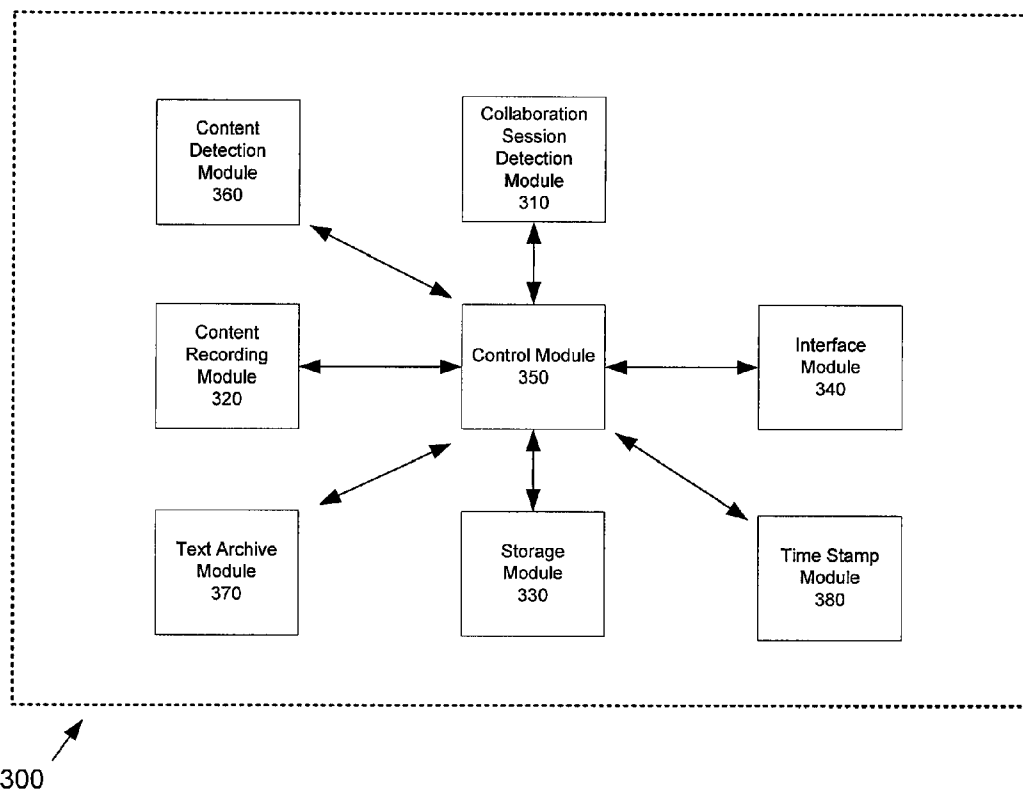 Content
Detection
Module
360
Collaboration
Session
Detection
Module
310
Content
Recording
Module
320
Control Module
350
Interface
Module
340
Text Archive
Module
370
Storage
Module
330
Time Stamp
Module
380
300